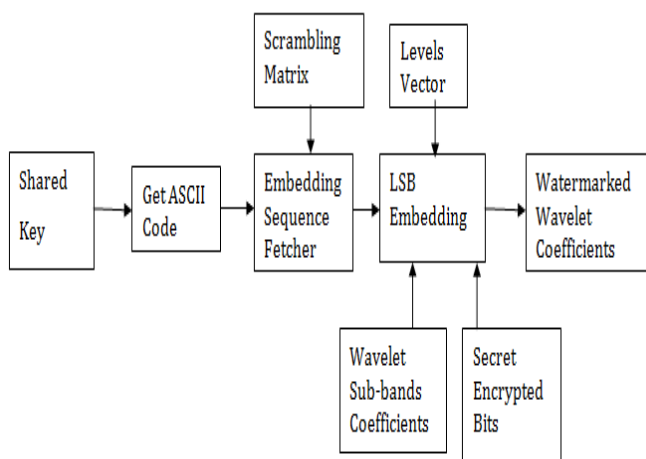 Scrambling
Matrix
Levels
Vector
Shared
Key
Get ASCII
Code
Embedding
Sequence
Fetcher
LSB
Embedding
Watermarked
Wavelet
Coefficients
Wavelet
Sub-bands
Coefficients
Secret
Encrypted
Bits